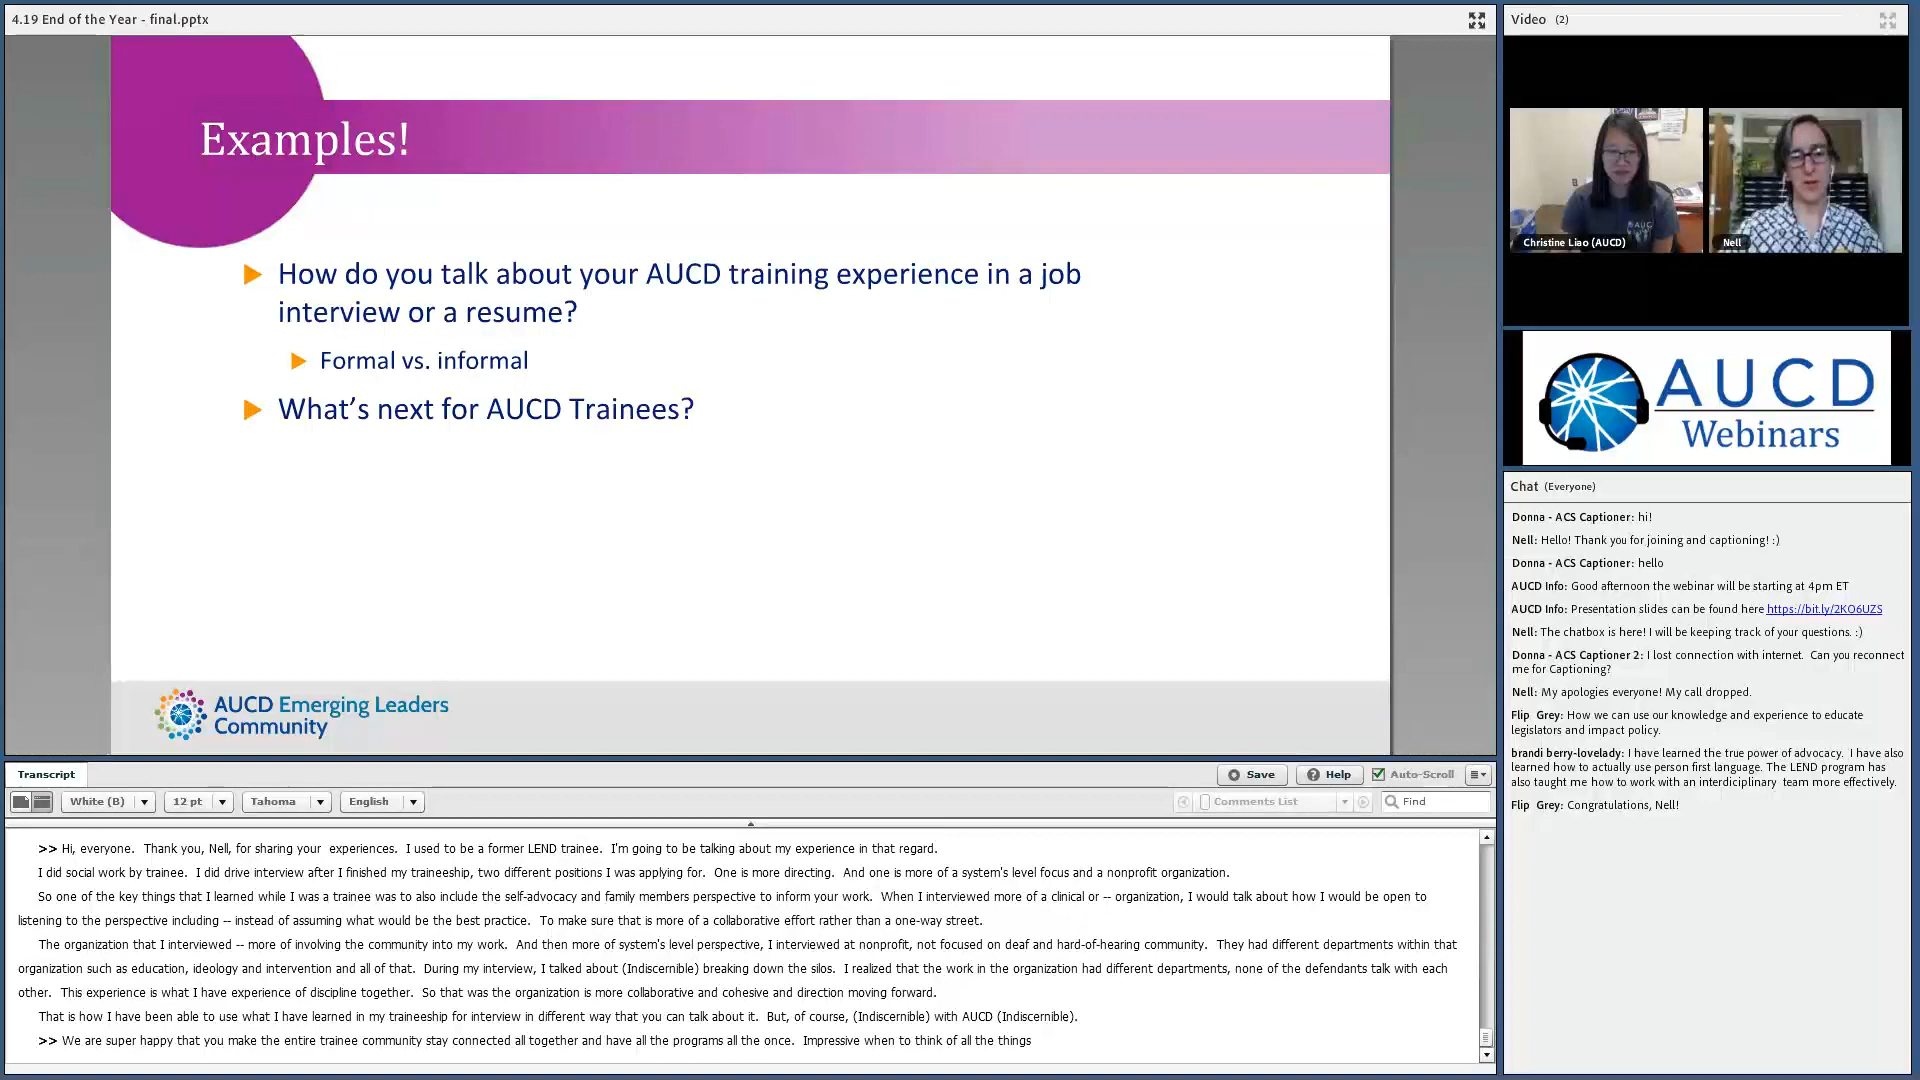 4.19 End of the Year - final.pptx
Examples!
How do you talk about your AUCD training experience in a job
interview or a resume?
Formal vs. informal
What's next for AUCD Trainees?
AUCD Emerging Leaders
Community
Video (2)
Christine Liao (AUCD)
Nell
AUCD
Webinars
Chat (Everyone)
Donna - ACS Captioner: hi!
Nell: Hello! Thank you for joining and captioning! :)
Donna - ACS Captioner: hello
AUCD Info: Good afternoon the webinar will be starting at 4pm ET
AUCD Info: Presentation slides can be found here https://bit.ly/2KO6UZS
Nell: The chatbox is here! I will be keeping track of your questions. :)
Donna - ACS Captioner 2: I lost connection with internet. Can you reconnect
me for Captioning?
Nell: My apologies everyone! My call dropped.
Flip Grey: How we can use our knowledge and experience to educate
legislators and impact policy.
brandi berry-lovelady: I have learned the true power of advocacy. I have also
learned how to actually use person first language. The LEND program has
also taught me how to work with an interdiciplinary team more effectively.
Flip Grey: Congratulations, Nell!
Transcript
Save
Help
Auto-Scroll
White (B)
12 pt
Tahoma
English
Comments List
Find
>> Hi, everyone. Thank you, Nell, for sharing your experiences. I used to be a former LEND trainee. I'm going to be talking about my experience in that regard.
I did social work by trainee. I did drive interview after I finished my traineeship, two different positions I was applying for. One is more directing. And one is more of a system's level focus and a nonprofit organization.
So one of the key things that I learned while I was a trainee was to also include the self-advocacy and family members perspective to inform your work. When I interviewed more of a clinical or -- organization, I would talk about how I would be open to
listening to the perspective including -- instead of assuming what would be the best practice. To make sure that is more of a collaborative effort rather than a one-way street.
The organization that I interviewed -- more of involving the community into my work. And then more of system's level perspective, I interviewed at nonprofit, not focused on deaf and hard-of-hearing community. They had different departments within that
organization such as education, ideology and intervention and all of that. During my interview, I talked about (Indiscernible) breaking down the silos. I realized that the work in the organization had different departments, none of the defendants talk with each
other. This experience is what I have experience of discipline together. So that was the organization is more collaborative and cohesive and direction moving forward.
That is how I have been able to use what I have learned in my traineeship for interview in different way that you can talk about it. But, of course, (Indiscernible) with AUCD (Indiscernible).
>> We are super happy that you make the entire trainee community stay connected all together and have all the programs all the once. Impressive when to think of all the things